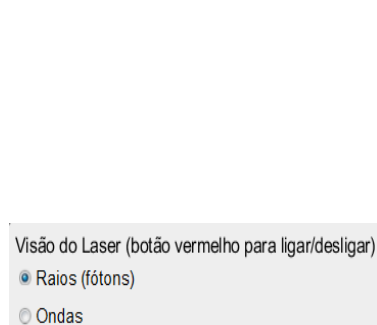 Visão do Laser (botão vermelho para ligar/desligar)
Raios (fótons)
Ondas